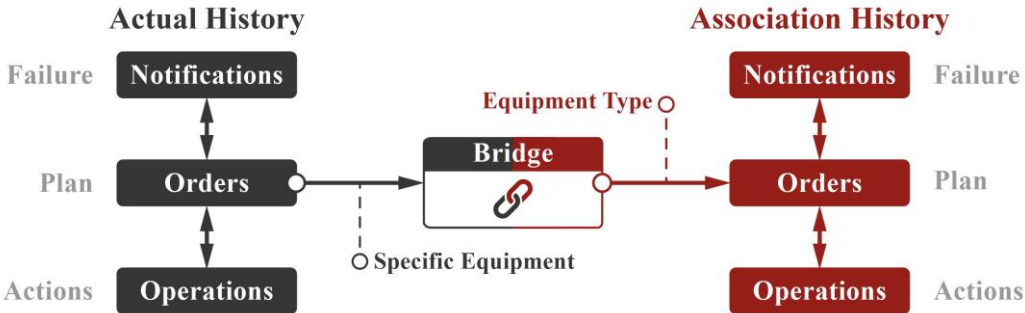 Actual History
Association History
Failure
Notifications
Notifications
Failure
Equipment Type
Bridge
Plan
Orders
Orders
Plan
Specific Equipment
Actions
Operations
Operations
Actions